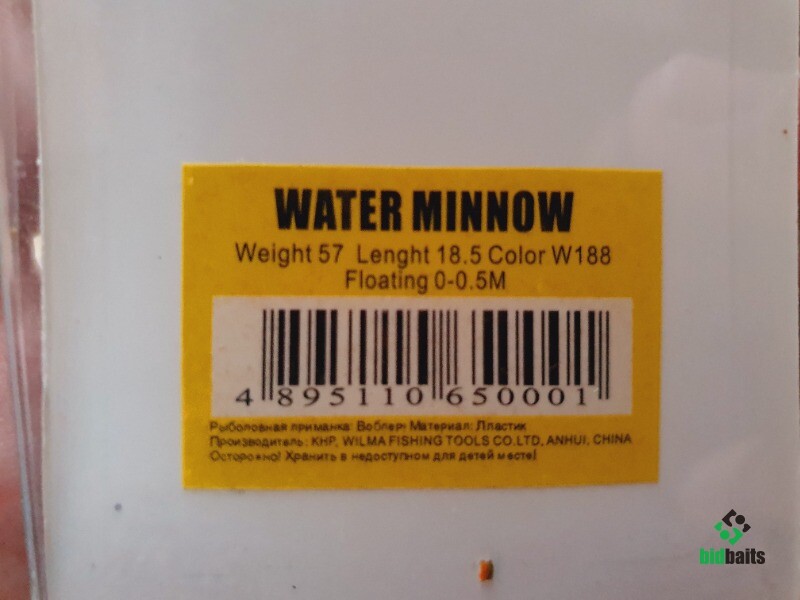 WATER MINNOW
Weight 57 Lenght 18.5 Color W188
Floating 0-0.5M
4 895110 650001
Рыболовная приманка: Воблер Материал: Пластик
Производитель: КНР, WILMA FISHING TOOLS CO.LTD, ANHUI, CHINA
Осторожно! Хранить в недоступном для детей месте!
bidbaits